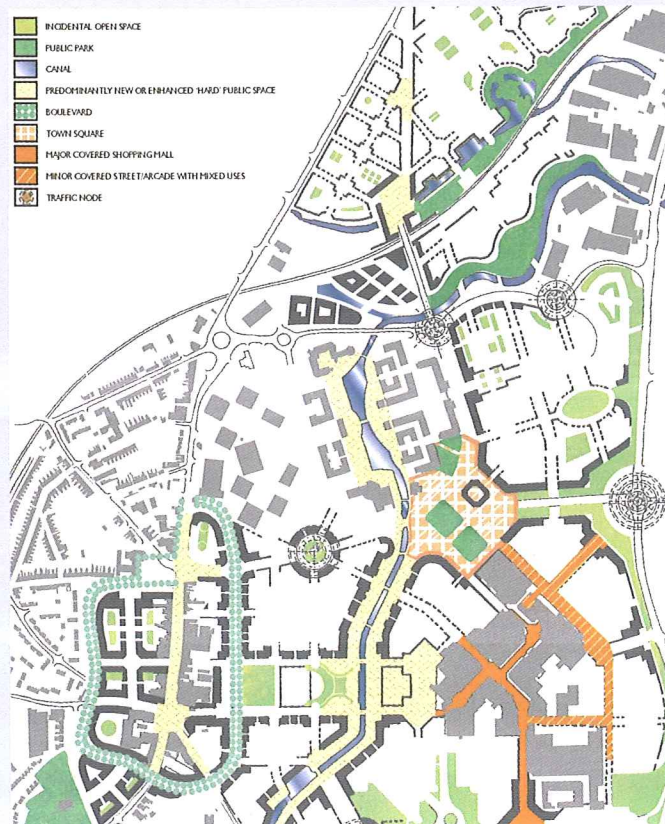 INCIDENTAL OPEN SPACE
PUBLIC PARK
CANAL
PREDOMINANTLY NEW OR ENHANCED 'HARD' PUBLIC SPACE
BOULEVARD
TOWN SQUARE
MAJOR COVERED SHOPPING MALL
MINOR COVERED STREET/ARCADE WITH MIXED USES
TRAFFIC NODE